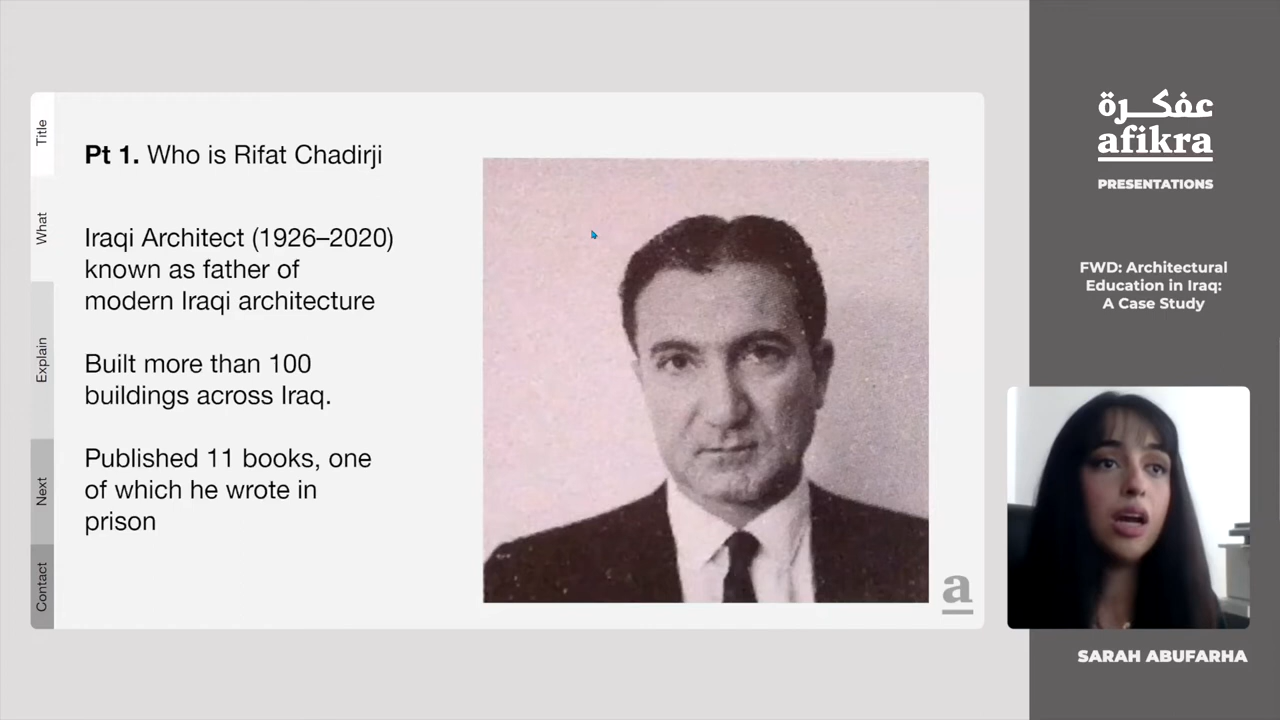 Title
What
Explain
Next
Contact
Pt 1. Who is Rifat Chadirji
Iraqi Architect (1926–2020)
known as father of
modern Iraqi architecture
Built more than 100
buildings across Iraq.
Published 11 books, one
of which he wrote in
prison
a
عفكرة
afikra
PRESENTATIONS
FWD: Architectural
Education in Iraq:
A Case Study
SARAH ABUFARHA